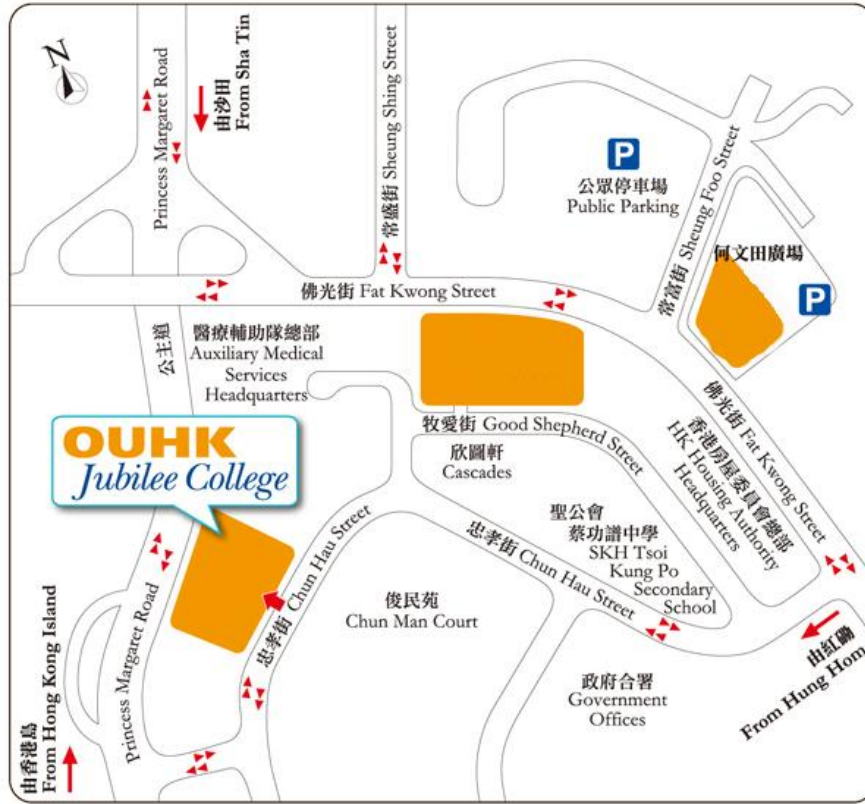 N
Princess Margaret Road
由沙田
From Sha Tin
常盛街 Sheung Shing Street
P
公眾停車場
Public Parking
常富街 Sheung Foo Street
何文田廣場
P
佛光街 Fat Kwong Street
公主道
醫療輔助隊總部
Auxiliary Medical
Services
Headquarters
牧愛街 Good Shepherd Street
欣圖軒
Cascades
佛光街 Fat Kwong Street
香港房屋委員會總部
HK Housing Authority
Headquarters
OUHK
Jubilee College
聖公會
蔡功譜中學
SKH Tsoi
Kung Po
Secondary
School
忠孝街 Chun Hau Street
忠孝街 Chun Hau Street
俊民苑
Chun Man Court
Princess Margaret Road
政府合署
Government
Offices
由紅磡
From Hung Hom
由香港島
From Hong Kong Island